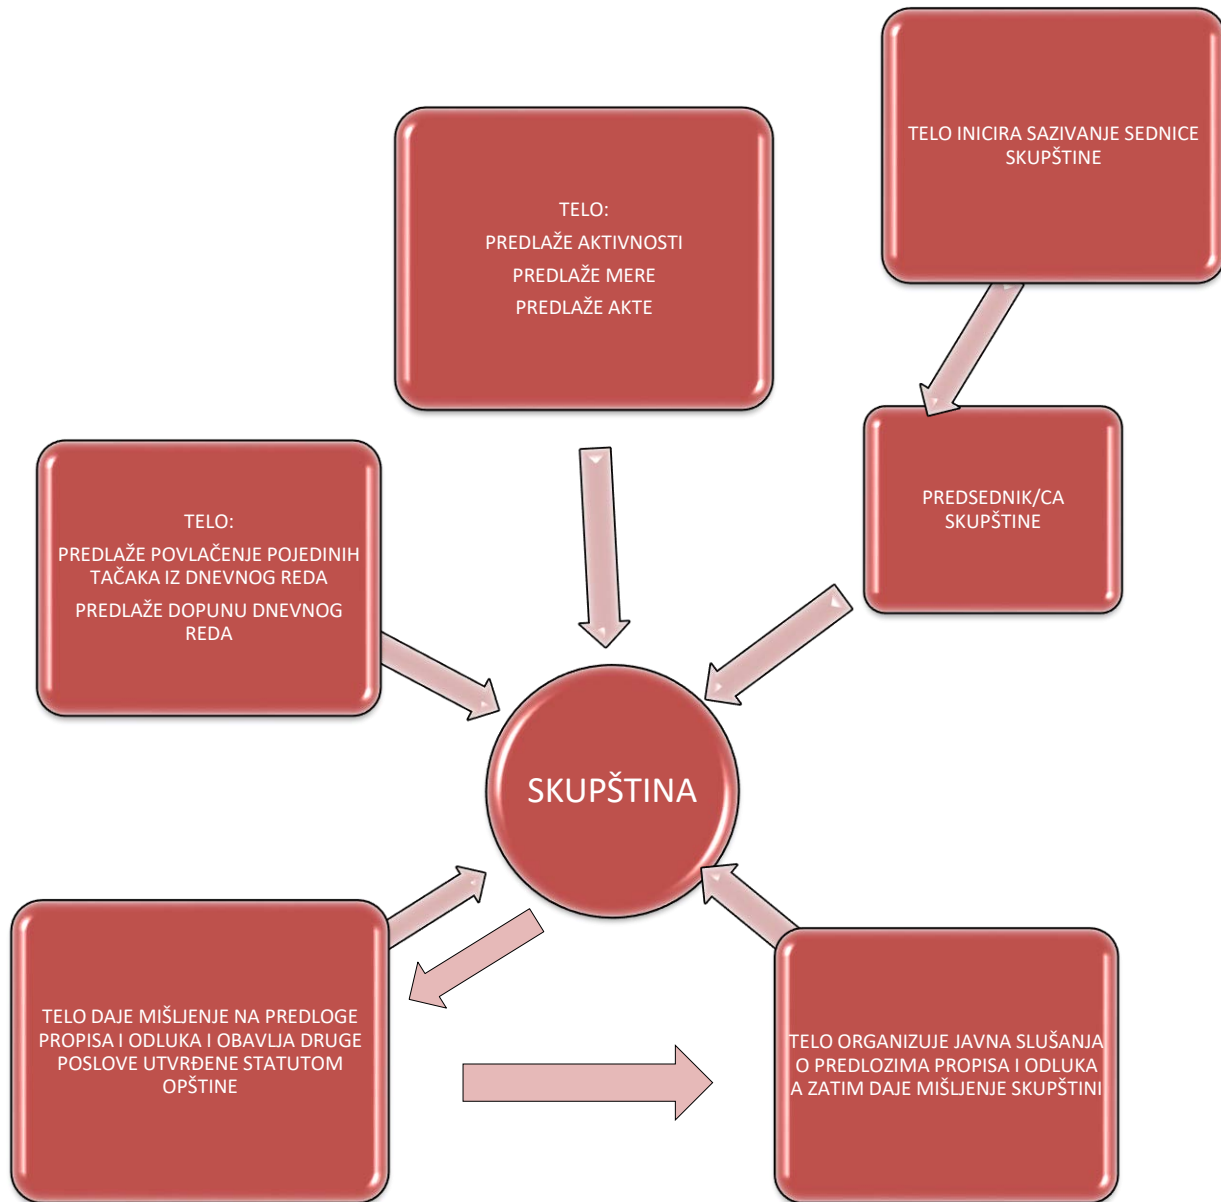 TELO INICIRA SAZIVANJE SEDNICE
SKUPŠTINE
TELO:
PREDLAŽE AKTIVNOSTI
PREDLAŽE MERE
PREDLAŽE AKTE
PREDSEDNIK/CA
SKUPŠTINE
TELO:
PREDLAŽE POVLAČENJE POJEDINIH
TAČAKA IZ DNEVNOG REDA
PREDLAŽE DOPUNU DNEVNOG
REDA
SKUPŠTINA
TELO DAJE MIŠLJENJE NA PREDLOGE
PROPISA I ODLUKA I OBAVLJA DRUGE
POSLOVE UTVRĐENE STATUTOM
OPŠTINE
TELO ORGANIZUJE JAVNA SLUŠANJA
O PREDLOZIMA PROPISA I ODLUKA
A ZATIM DAJE MIŠLJENJE SKUPŠTINI